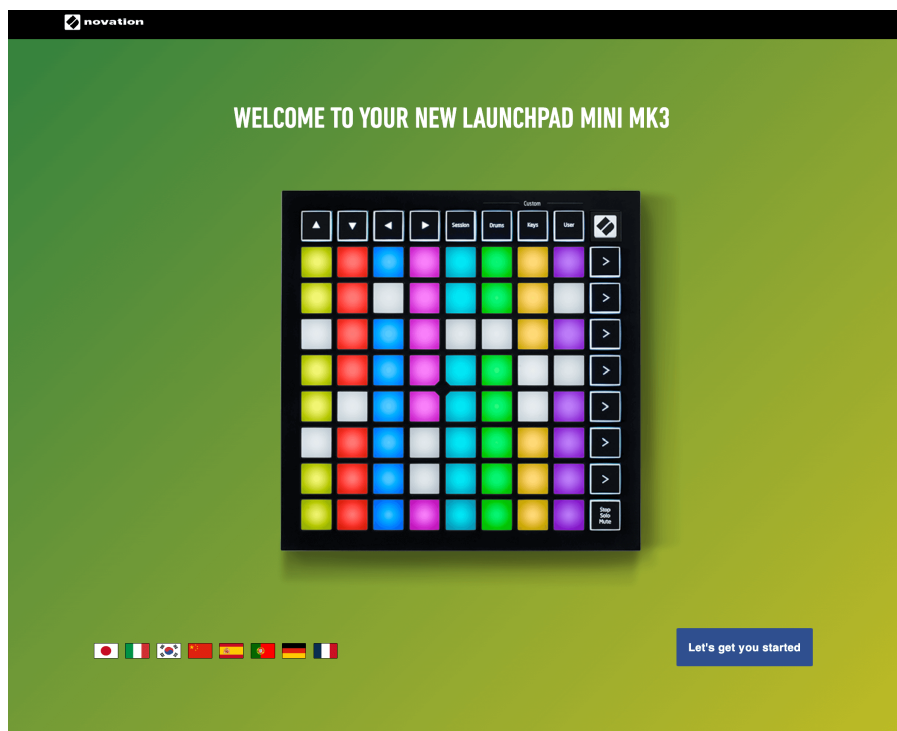 novation
WELCOME TO YOUR NEW LAUNCHPAD MINI MK3
Custom
Session Drums Keys User
Stop
Solo
Mute
Let's get you started